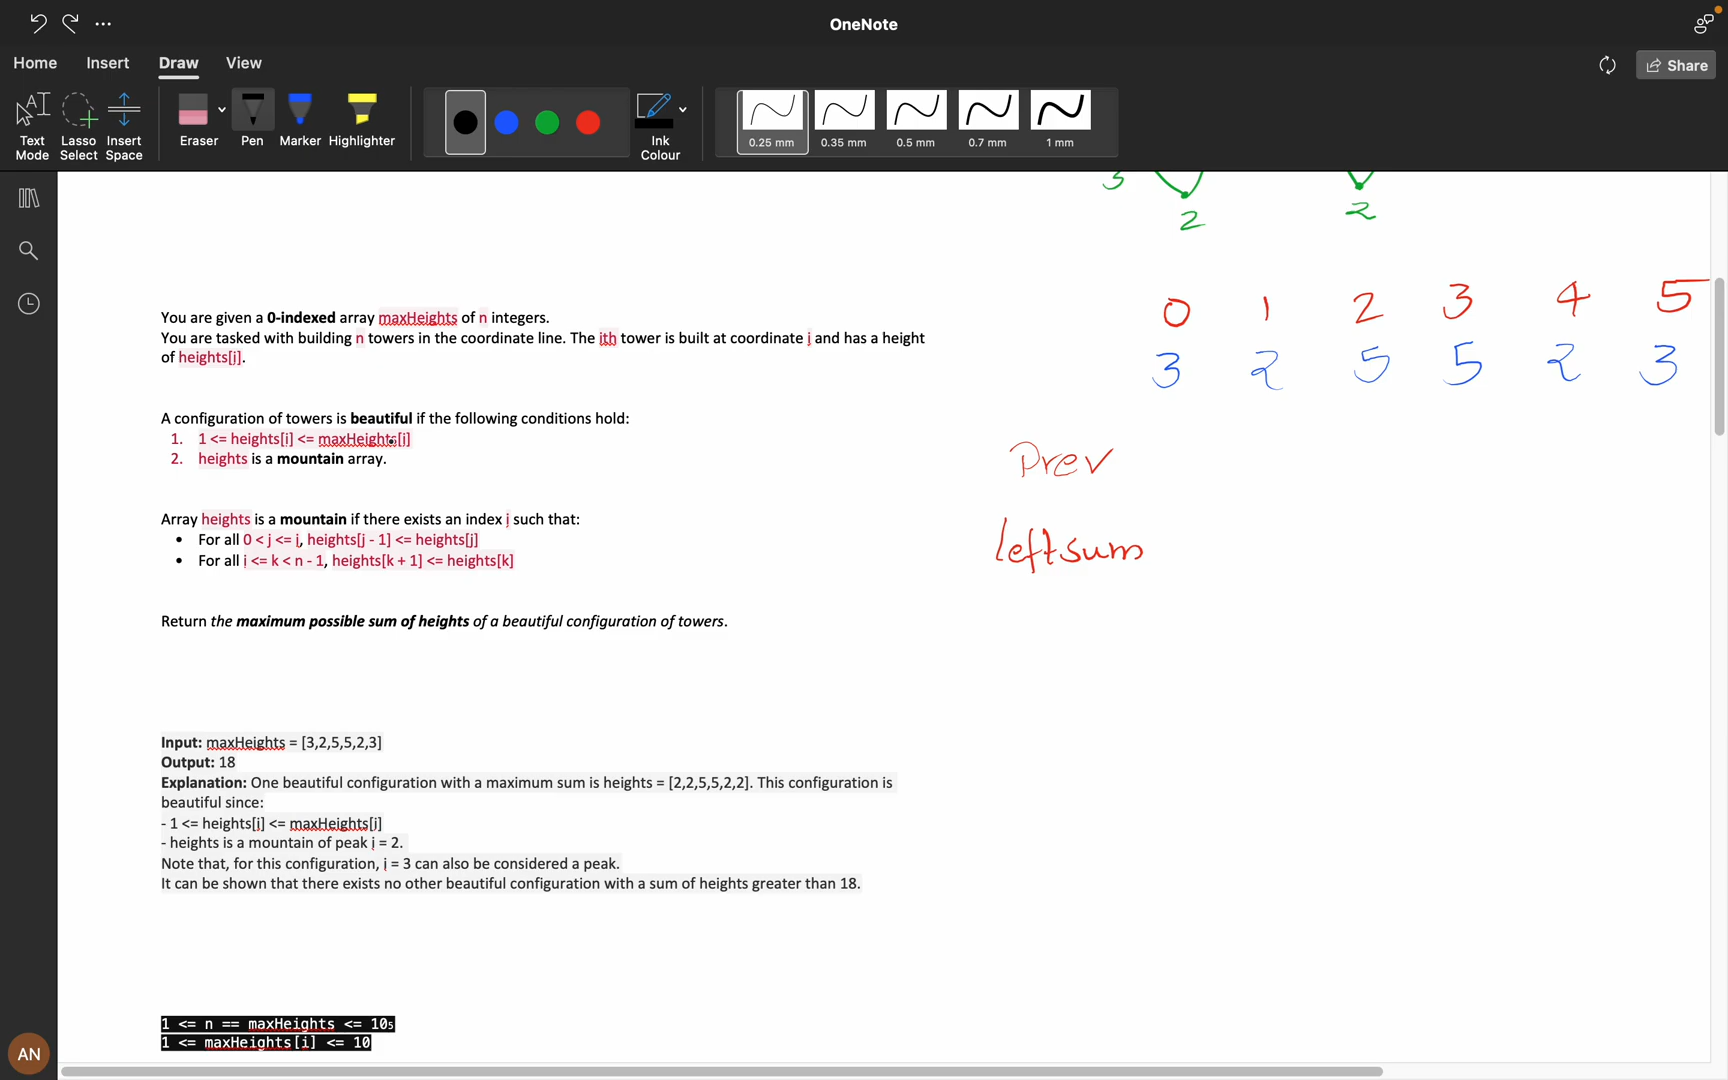 OneNote
Home Insert Draw View
Share
Text Mode
Lasso Select
Insert Space
Eraser
Pen
Marker
Highlighter
Ink Colour
0.25 mm
0.35 mm
0.5 mm
0.7 mm
1 mm
3
2
2
You are given a 0-indexed array maxHeights of n integers.
You are tasked with building n towers in the coordinate line. The ith tower is built at coordinate i and has a height
of heights[i].
0 1 2 3 4 5
3 2 5 5 2 3
A configuration of towers is beautiful if the following conditions hold:
1. 1 <= heights[i] <= maxHeights[i]
2. heights is a mountain array.
Prev
Array heights is a mountain if there exists an index i such that:
• For all 0 < j <= i, heights[j - 1] <= heights[j]
• For all i <= k < n - 1, heights[k + 1] <= heights[k]
leftsum
Return the maximum possible sum of heights of a beautiful configuration of towers.
Input: maxHeights = [3,2,5,5,2,3]
Output: 18
Explanation: One beautiful configuration with a maximum sum is heights = [2,2,5,5,2,2]. This configuration is
beautiful since:
- 1 <= heights[i] <= maxHeights[i]
- heights is a mountain of peak i = 2.
Note that, for this configuration, i = 3 can also be considered a peak.
It can be shown that there exists no other beautiful configuration with a sum of heights greater than 18.
1 <= n == maxHeights <= 105
1 <= maxHeights[i] <= 10
AN